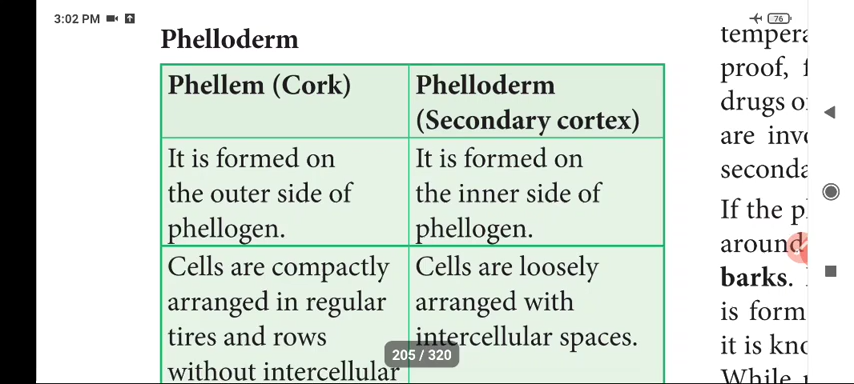 3:02 PM
76
Phelloderm
Phellem (Cork)
Phelloderm
(Secondary cortex)
It is formed on
the outer side of
phellogen.
It is formed on
the inner side of
phellogen.
Cells are compactly
arranged in regular
tires and rows
without intercellular
Cells are loosely
arranged with
intercellular spaces.
205 / 320
proof,
drugs
are
If the
around
barks.
is form
it is
While